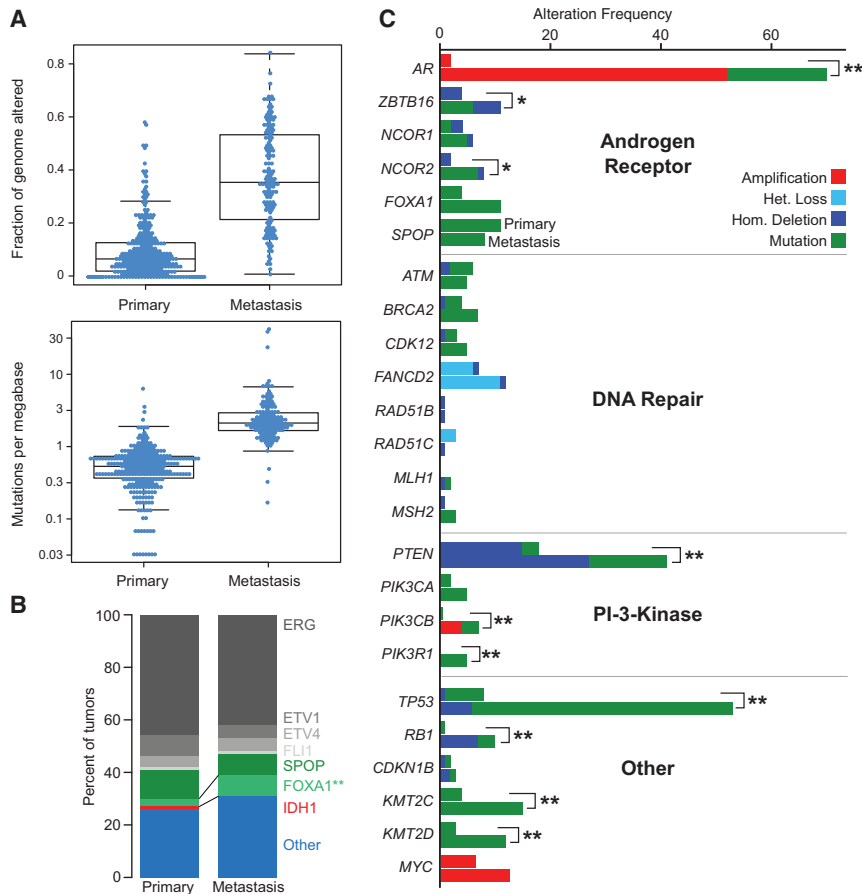 A
Fraction of genome altered
0.8
0.6
0.4
0.2
0
Primary
Metastasis
Mutations per megabase
30
10
3
1
0.3
0.1
0.03
Primary
Metastasis
B
Percent of tumors
100
80
60
40
20
0
ERG
ETV1
ETV4
FLI1
SPOP
FOXA1**
IDH1
Other
Primary
Metastasis
C
Alteration Frequency
0
20
40
60
AR
**
ZBTB16
*
NCOR1
Androgen
Receptor
NCOR2
*
FOXA1
SPOP
Primary
Metastasis
Amplification
Het. Loss
Hom. Deletion
Mutation
ATM
BRCA2
CDK12
FANCD2
DNA Repair
RAD51B
RAD51C
MLH1
MSH2
PTEN
**
PIK3CA
PIK3CB
**
PI-3-Kinase
PIK3R1
**
TP53
**
RB1
**
Other
CDKN1B
KMT2C
**
KMT2D
**
MYC